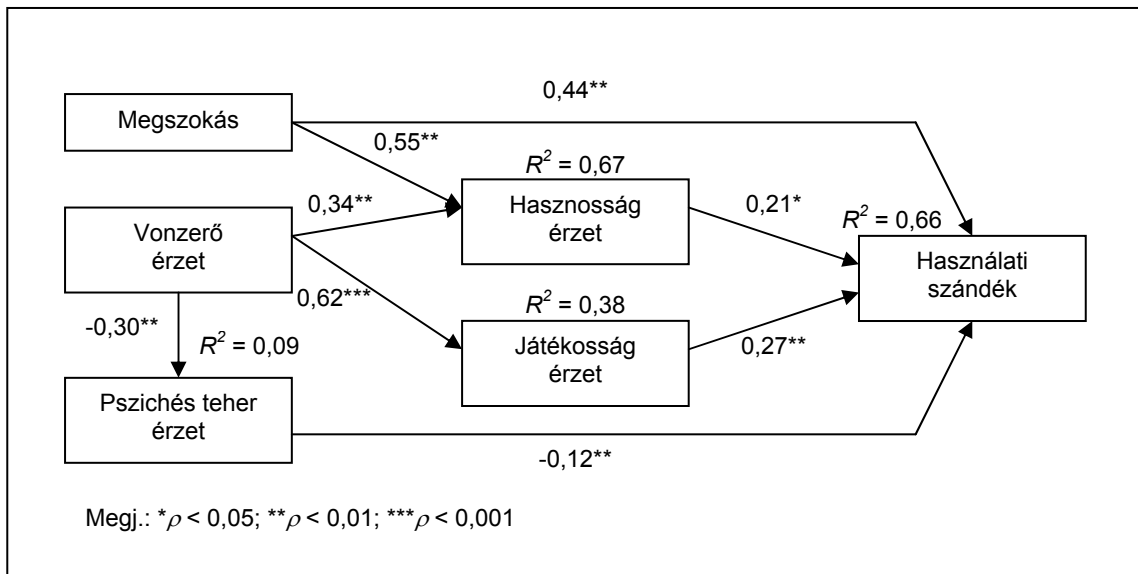 0,44**
Megszokás
0,55**
R² = 0,67
0,34**
Vonzerő
érzet
Hasznosság
érzet
0,21*
R² = 0,66
Használati
szándék
0,62***
R² = 0,38
-0,30**
R² = 0,09
Játékosság
érzet
0,27**
Pszichés teher
érzet
-0,12**
Megj.: *ρ < 0,05; **ρ < 0,01; ***ρ < 0,001